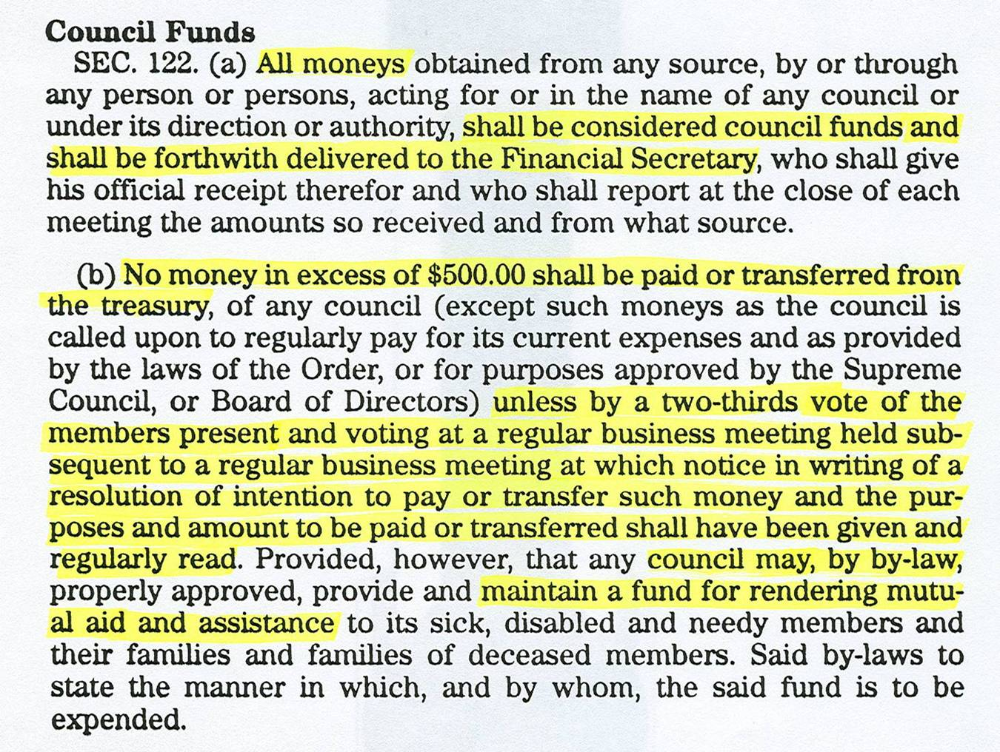 Council Funds
SEC. 122. (a) All moneys obtained from any source, by or through
any person or persons, acting for or in the name of any council or
under its direction or authority, shall be considered council funds and
shall be forthwith delivered to the Financial Secretary, who shall give
his official receipt therefor and who shall report at the close of each
meeting the amounts so received and from what source.
(b) No money in excess of $500.00 shall be paid or transferred from
the treasury, of any council (except such moneys as the council is
called upon to regularly pay for its current expenses and as provided
by the laws of the Order, or for purposes approved by the Supreme
Council, or Board of Directors) unless by a two-thirds vote of the
members present and voting at a regular business meeting held sub-
sequent to a regular business meeting at which notice in writing of a
resolution of intention to pay or transfer such money and the pur-
poses and amount to be paid or transferred shall have been given and
regularly read. Provided, however, that any council may, by by-law,
properly approved, provide and maintain a fund for rendering mutu-
al aid and assistance to its sick, disabled and needy members and
their families and families of deceased members. Said by-laws to
state the manner in which, and by whom, the said fund is to be
expended.